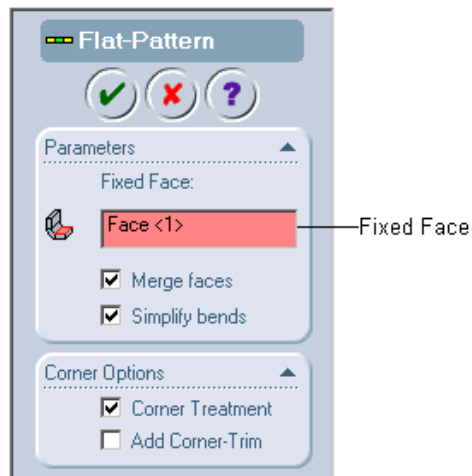 Flat-Pattern
?
Parameters
Fixed Face:
Face <1>
Fixed Face
Merge faces
Simplify bends
Corner Options
Corner Treatment
Add Corner-Trim